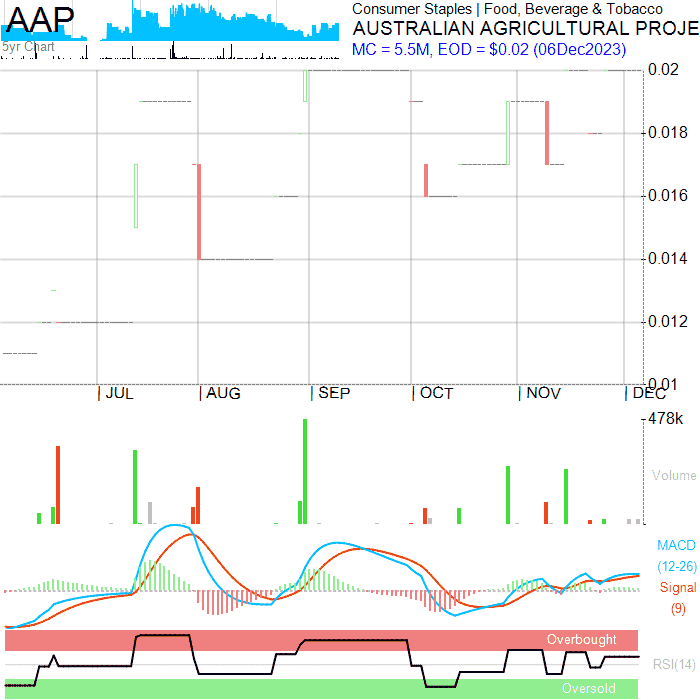 AAP
5yr Chart
Consumer Staples | Food, Beverage & Tobacco
AUSTRALIAN AGRICULTURAL PROJE
MC = 5.5M, EOD = $0.02 (06Dec2023)
0.02
0.018
0.016
0.014
0.012
0.01
| JUL | AUG | SEP | OCT | NOV | DEC
478k
Volume
MACD
(12-26)
Signal
(9)
Overbought
RSI(14)
Oversold